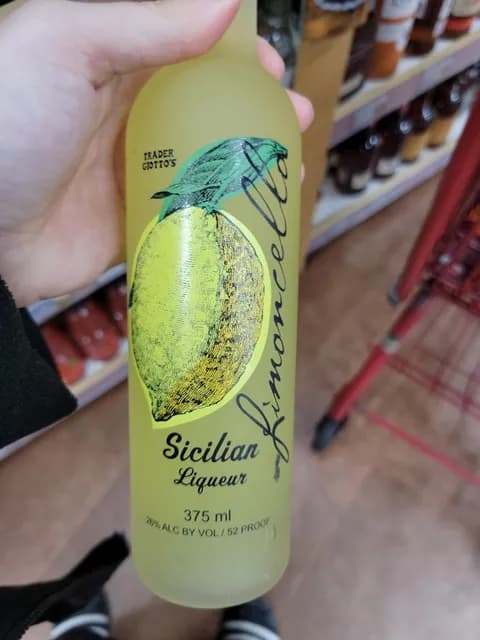 TRADER
GIOTTO'S
Limoncello
Sicilian
Liqueur
375 ml
26% ALC BY VOL / 52 PROOF